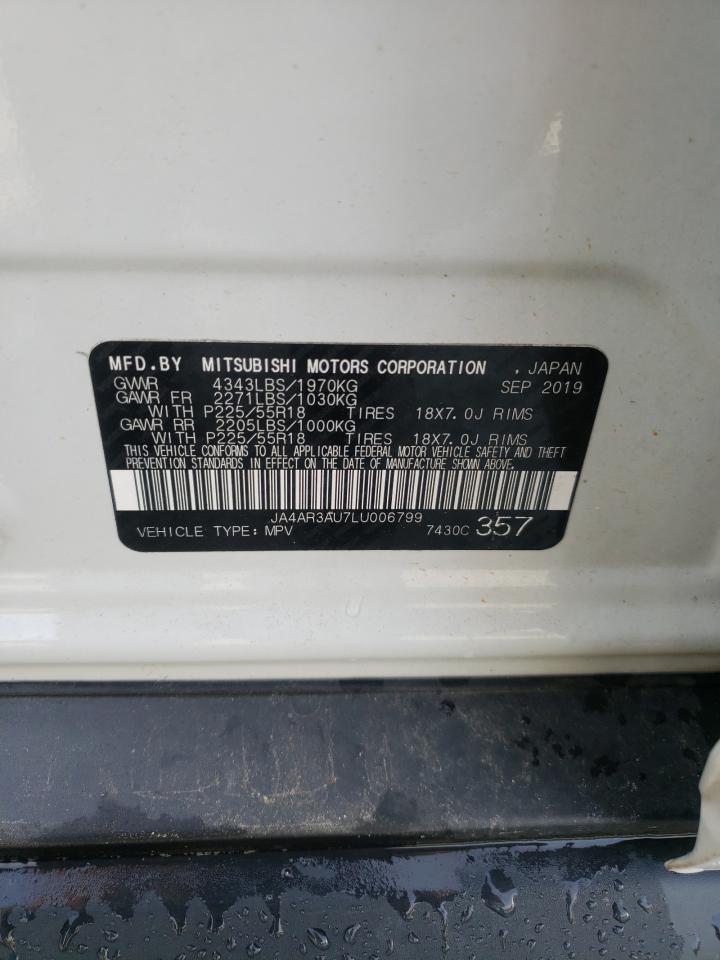 MFD.BY MITSUBISHI MOTORS CORPORATION . JAPAN
GVWR 4343LBS/1970KG SEP 2019
GAWR FR 2271LBS/1030KG
WITH P225/55R18 TIRES 18X7.0J RIMS
GAWR RR 2205LBS/1000KG
WITH P225/55R18 TIRES 18X7.0J RIMS
THIS VEHICLE CONFORMS TO ALL APPLICABLE FEDERAL MOTOR VEHICLE SAFETY AND THEFT
PREVENTION STANDARDS IN EFFECT ON THE DATE OF MANUFACTURE SHOWN ABOVE.
JA4AR3AU7LU006799
VEHICLE TYPE: MPV 7430C 357